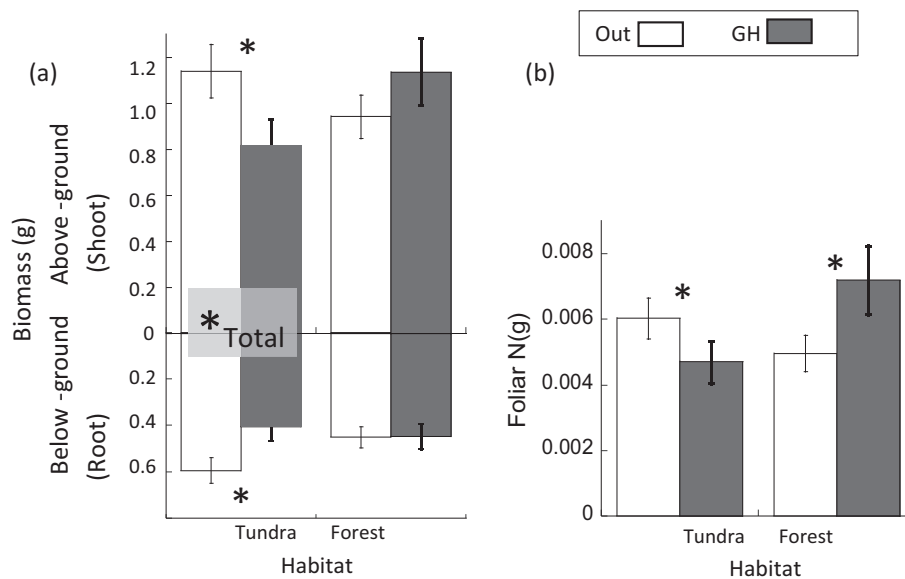 Out GH
(a)
Biomass (g)
Above -ground
(Shoot)
Below -ground
(Root)
1.2
1.0
0.8
0.6
0.4
0.2
0
0.2
0.4
0.6
*
* Total
*
Tundra Forest
Habitat
(b)
Foliar N(g)
0.008
0.006
0.004
0.002
0
*
*
Tundra Forest
Habitat